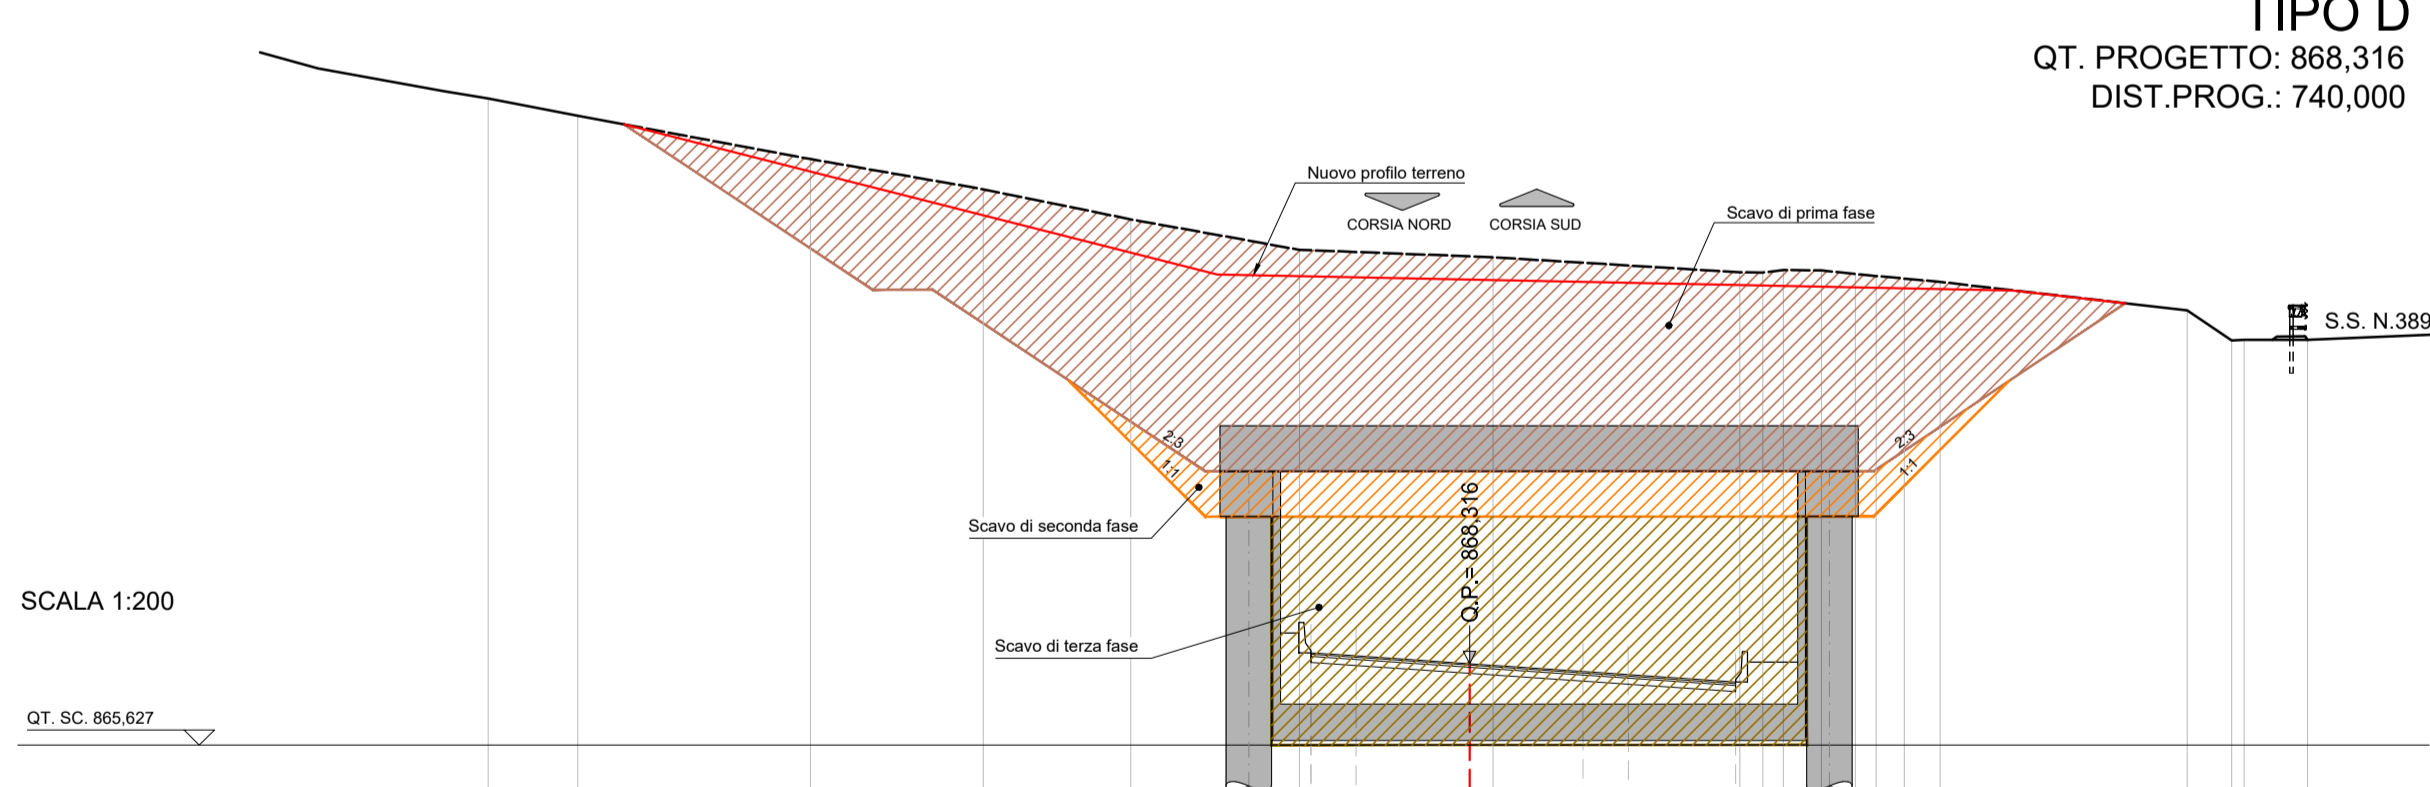 TIPO D
QT. PROGETTO: 868,316
DIST.PROG.: 740,000
Nuovo profilo terreno
CORSIA NORD
CORSIA SUD
Scavo di prima fase
S.S. N.389
2:3
1:1
2:3
1:1
Scavo di seconda fase
Q.P.= 868,316
SCALA 1:200
Scavo di terza fase
QT. SC. 865,627